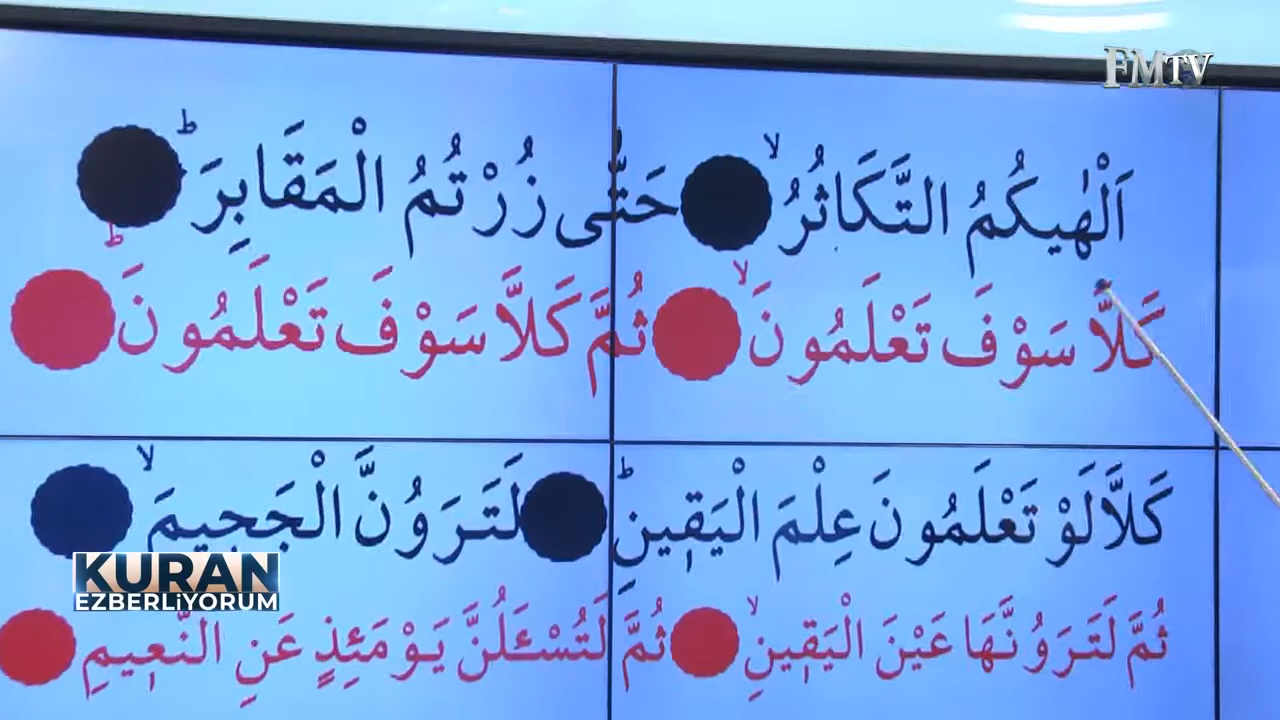 FMTV
اَلْهٰيكُمُ التَّكَاثُرُۙ حَتّٰى زُرْتُمُ الْمَقَابِرَۜ
كَلَّا سَوْفَ تَعْلَمُونَۙ ثُمَّ كَلَّا سَوْفَ تَعْلَمُونَۜ
كَلَّا لَوْ تَعْلَمُونَ عِلْمَ الْيَقٖينِۜ لَتَرَوُنَّ الْجَحٖيمَۙ
ثُمَّ لَتَرَوُنَّهَا عَيْنَ الْيَقٖينِۙ ثُمَّ لَتُسْـَٔلُنَّ يَوْمَئِذٍ عَنِ النَّعٖيمِ
KURAN
EZBERLİYORUM